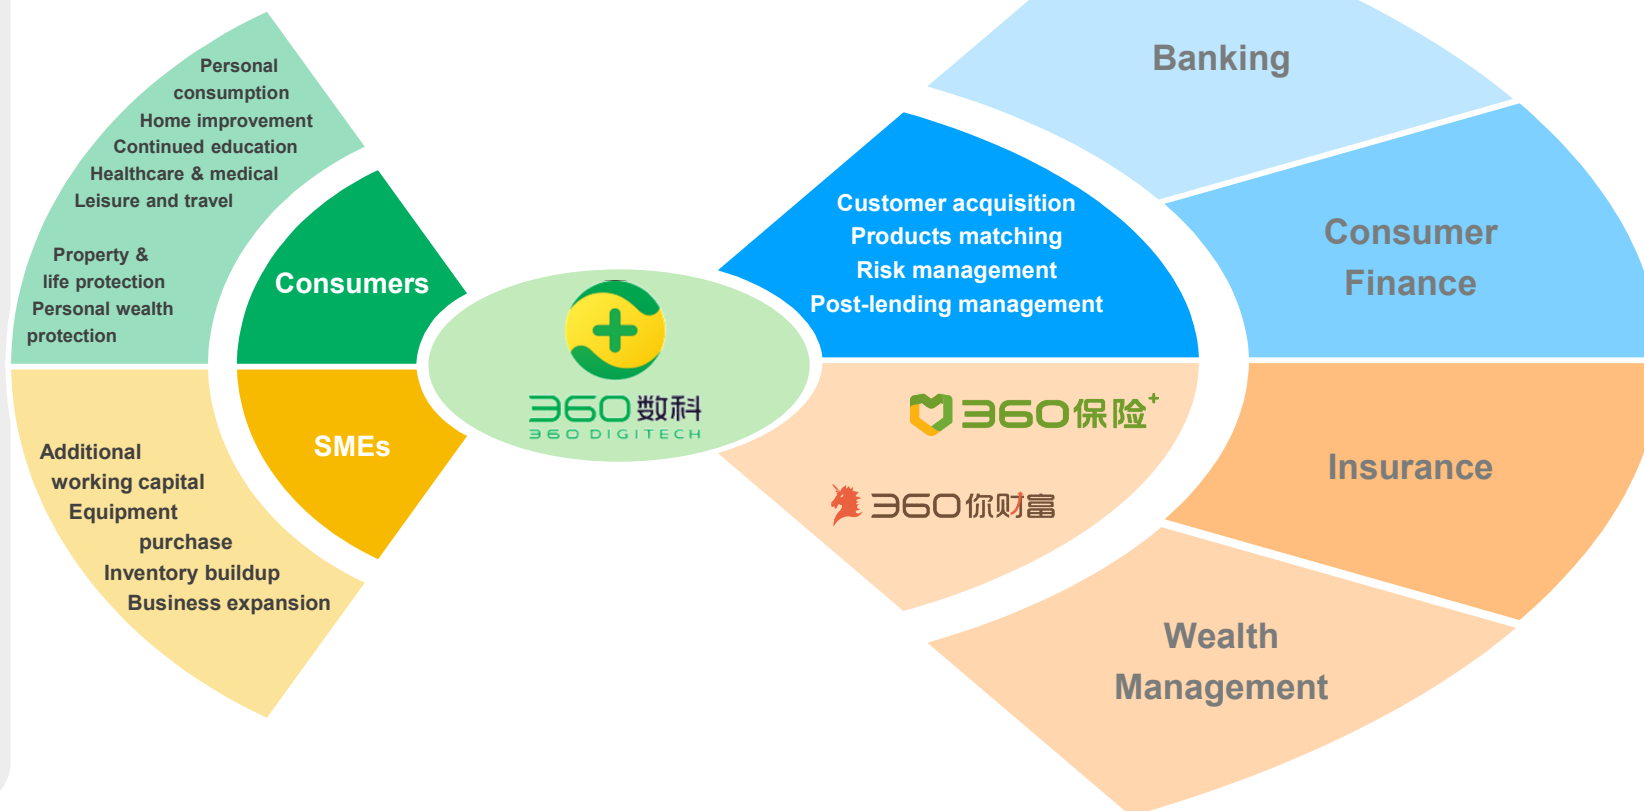 Personal
consumption
Home improvement
Continued education
Healthcare & medical
Leisure and travel
Property &
life protection
Personal wealth
protection
Consumers
SMEs
Additional
working capital
Equipment
purchase
Inventory buildup
Business expansion
360数科
360 DIGITECH
Customer acquisition
Products matching
Risk management
Post-lending management
360保险+
360你财富
Banking
Consumer
Finance
Insurance
Wealth
Management